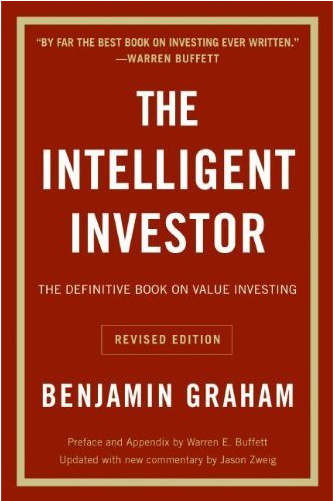 “BY FAR THE BEST BOOK ON INVESTING EVER WRITTEN.”
—WARREN BUFFETT
THE
INTELLIGENT
INVESTOR
THE DEFINITIVE BOOK ON VALUE INVESTING
REVISED EDITION
BENJAMIN GRAHAM
Preface and Appendix by Warren E. Buffett
Updated with new commentary by Jason Zweig